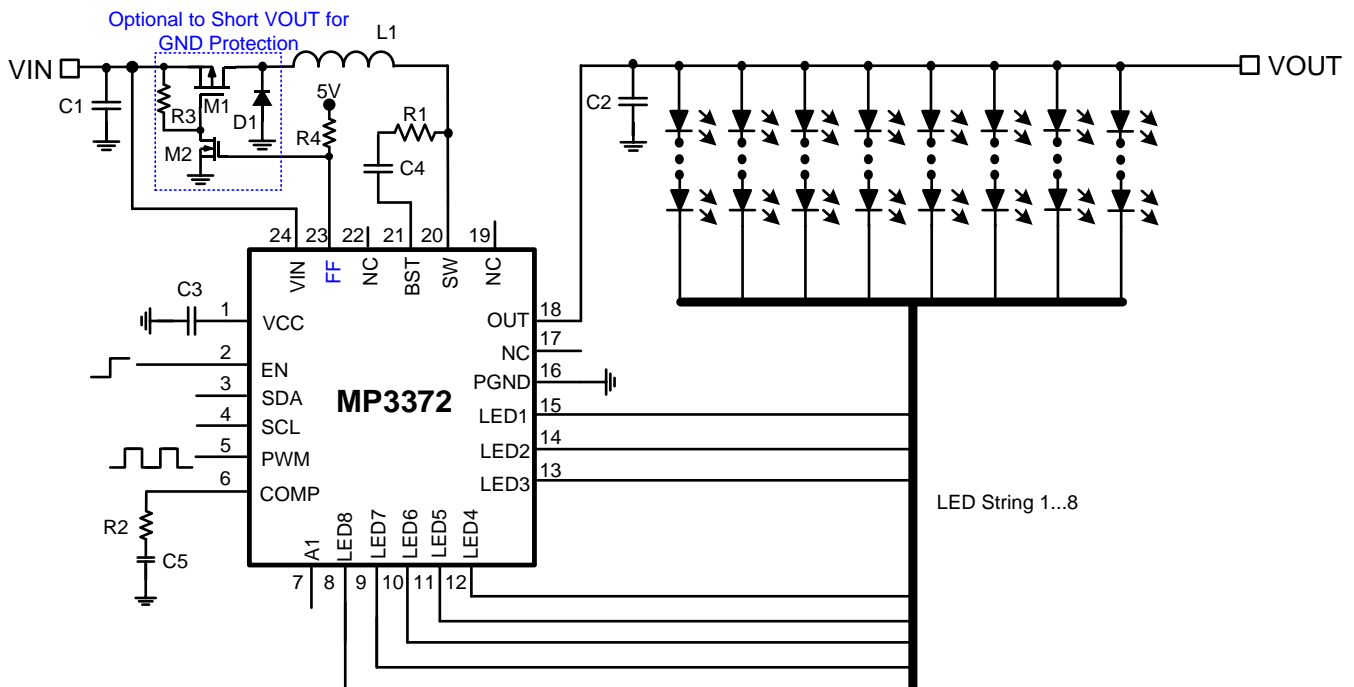 Optional to Short VOUT for
GND Protection
L1
VIN
VOUT
C1
R3
M1
D1
5V
R4
R1
C2
M2
C4
24
23
22
21
20
19
VIN
FF
NC
BST
SW
NC
C3
1
VCC
OUT
18
2
EN
NC
17
3
SDA
PGND
16
4
SCL
LED1
15
MP3372
5
PWM
LED2
14
6
COMP
LED3
13
R2
C5
LED String 1...8
A1
LED8
LED7
LED6
LED5
LED4
7
8
9
10
11
12